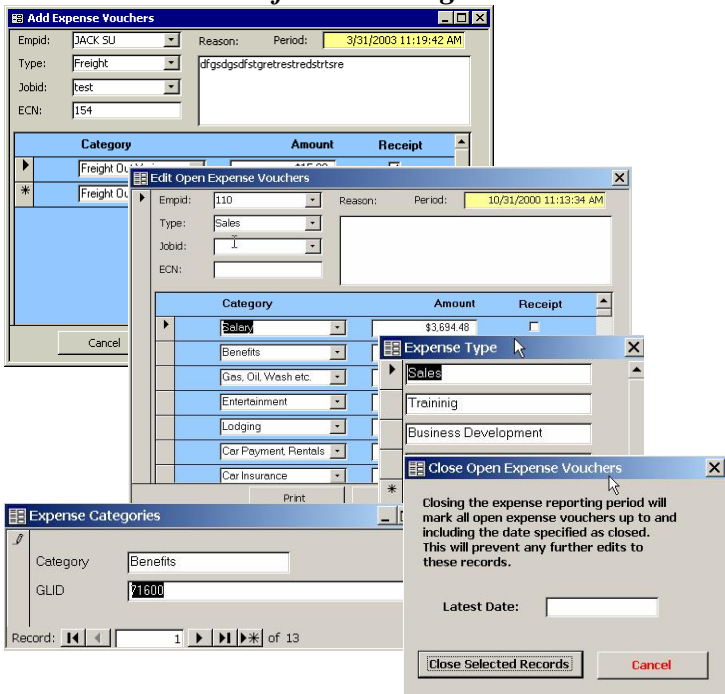 Add Expense Vouchers
Empid: JACK SU Reason: Period: 3/31/2003 11:19:42 AM
Type: Freight dfgsdgsdfstgretrestredstrtsre
Jobid: test
ECN: 154
Category Amount Receipt
Freight Out
Freight Ou
Cancel
Edit Open Expense Vouchers
Empid: 110 Reason: Period: 10/31/2000 11:13:34 AM
Type: Sales
Jobid:
ECN:
Category Amount Receipt
Salary $3,694.48
Benefits
Gas, Oil, Wash etc.
Entertainment
Lodging
Car Payment, Rentals
Car Insurance
Print
Expense Type
Sales
Traininig
Business Development
Close Open Expense Vouchers
Closing the expense reporting period will
mark all open expense vouchers up to and
including the date specified as closed.
This will prevent any further edits to
these records.
Latest Date:
Close Selected Records Cancel
Expense Categories
Category Benefits
GLID 71600
Record: 1 of 13